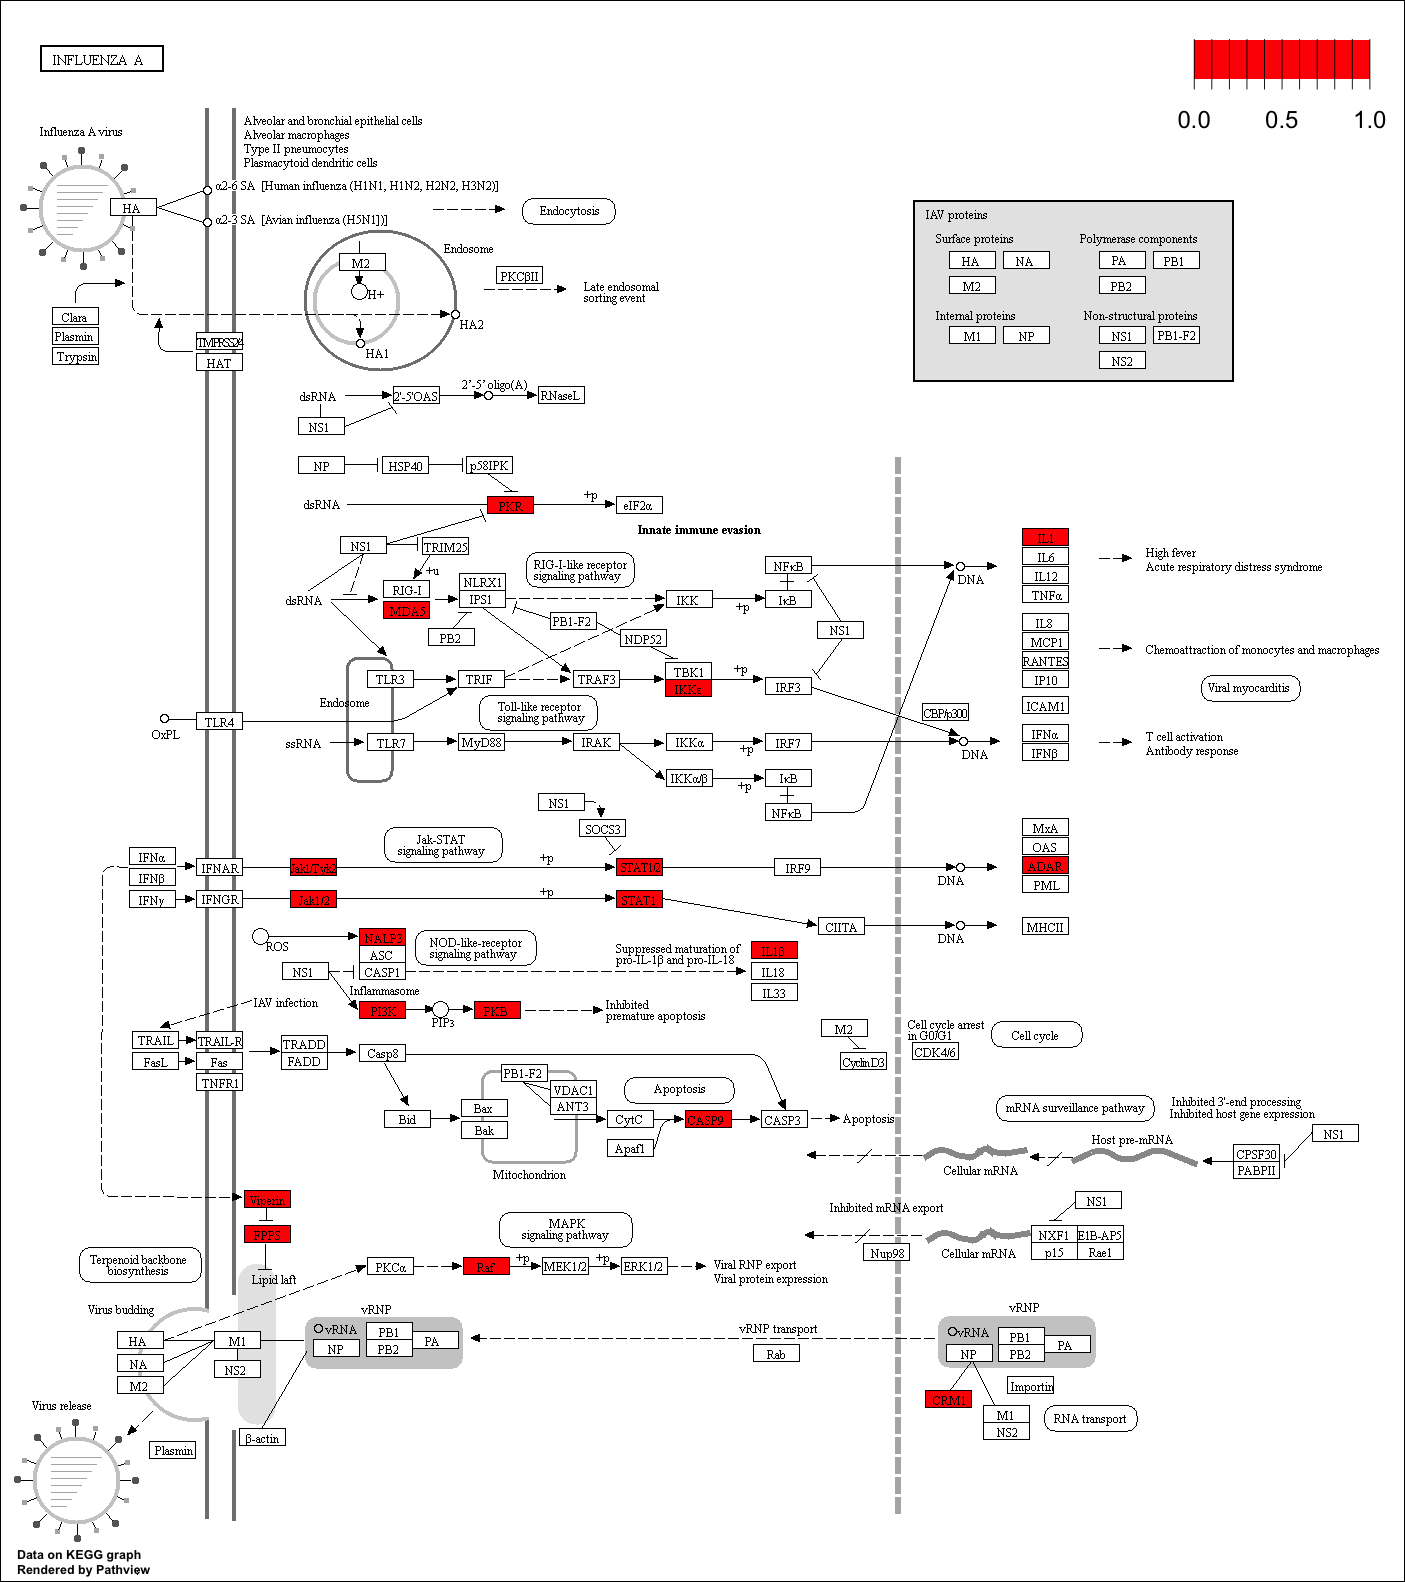 INFLUENZA A
0.0 0.5 1.0
Influenza A virus
Alveolar and bronchial epithelial cells
Alveolar macrophages
Type II pneumocytes
Plasmacytoid dendritic cells
HA
α2-6 SA [Human influenza (H1N1, H1N2, H2N2, H3N2)]
α2-3 SA [Avian influenza (H5N1])]
Endocytosis
Endosome
M2
H+
HA1
HA2
PKCβII
Late endosomal
sorting event
Clara
Plasmin
Trypsin
HAT
IAV proteins
Surface proteins
HA NA
M2
Polymerase components
PA PB1
PB2
Internal proteins
M1 NP
Non-structural proteins
NS1 PB1-F2
NS2
dsRNA
2'-5'OAS
2'-5' oligo(A)
RNaseL
NS1
NP
HSP40
p58IPK
dsRNA
PKR
+p
eIF2α
Innate immune evasion
NS1
TRIM25
+u
dsRNA
RIG-I
MDA5
NLRX1
IPS1
PB2
RIG-I-like receptor
signaling pathway
PB1-F2
NDP52
IKK
+p
NFκB
IκB
NS1
DNA
TLR3
TRIF
TRAF3
TBK1
IKKε
+p
IRF3
Endosome
OxPL
TLR4
Toll-like receptor
signaling pathway
ssRNA
TLR7
MyD88
IRAK
IKKα
+p
IRF7
IKKα/β
+p
IκB
NFκB
CBP/p300
DNA
IL1
IL6
IL12
TNFα
High fever
Acute respiratory distress syndrome
IL8
MCP1
RANTES
IP10
ICAM1
Chemoattraction of monocytes and macrophages
Viral myocarditis
IFNα
IFNβ
T cell activation
Antibody response
NS1
SOCS3
Jak-STAT
signaling pathway
IFNα
IFNβ
IFNAR
Jak1/Tyk2
+p
STAT1/2
IRF9
DNA
MxA
OAS
ADAR
PML
IFNγ
IFNGR
Jak1/2
+p
STAT1
CIITA
DNA
MHCII
ROS
NALP3
ASC
CASP1
NS1
Inflammasome
NOD-like-receptor
signaling pathway
Suppressed maturation of
pro-IL-1β and pro-IL-18
IL1β
IL18
IL33
IAV infection
PI3K
PIP3
PKB
Inhibited
premature apoptosis
TRAIL
TRAIL-R
FasL
Fas
TNFR1
TRADD
FADD
Casp8
Bid
Bax
Bak
PB1-F2
VDAC1
ANT3
Mitochondrion
CytC
Apaf1
Apoptosis
CASP9
CASP3
Apoptosis
M2
CyclinD3
Cell cycle arrest
in G0/G1
CDK4/6
Cell cycle
mRNA surveillance pathway
Inhibited 3'-end processing
Inhibited host gene expression
NS1
Host pre-mRNA
CPSF30
PABPII
Cellular mRNA
Inhibited mRNA export
NS1
Nup98
Cellular mRNA
NXF1 E1B-AP5
p15 Rae1
Viperin
FPPS
Lipid laft
Terpenoid backbone
biosynthesis
MAPK
signaling pathway
PKCα
Raf
+p
MEK1/2
+p
ERK1/2
Viral RNP export
Viral protein expression
Virus budding
HA
NA
M2
M1
NS2
vRNP
vRNA
NP
PB1
PB2
PA
β-actin
vRNP transport
Rab
vRNP
vRNA
NP
PB1
PB2
PA
CRM1
Importin
M1
NS2
RNA transport
Virus release
Plasmin
Data on KEGG graph
Rendered by Pathview